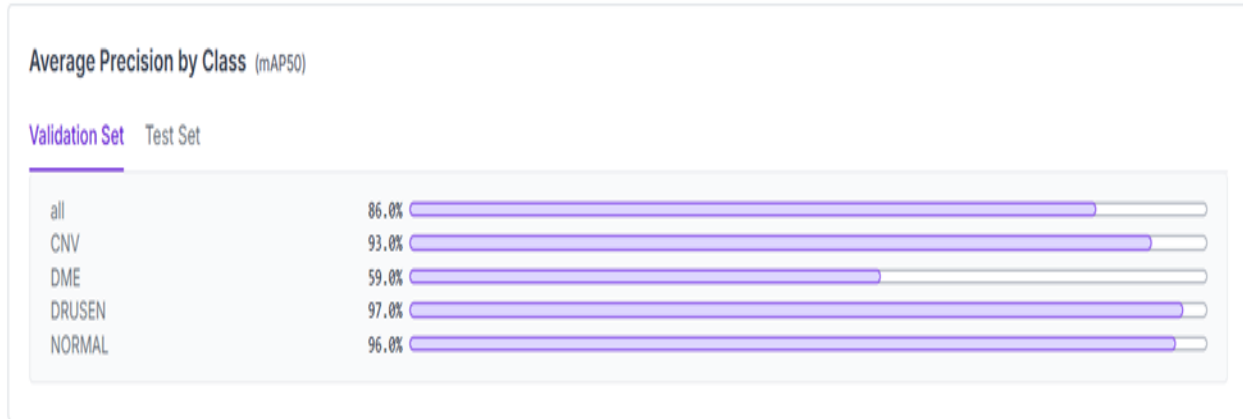 Average Precision by Class (mAP50)
Validation Set Test Set
all 86.0%
CNV 93.0%
DME 59.0%
DRUSEN 97.0%
NORMAL 96.0%